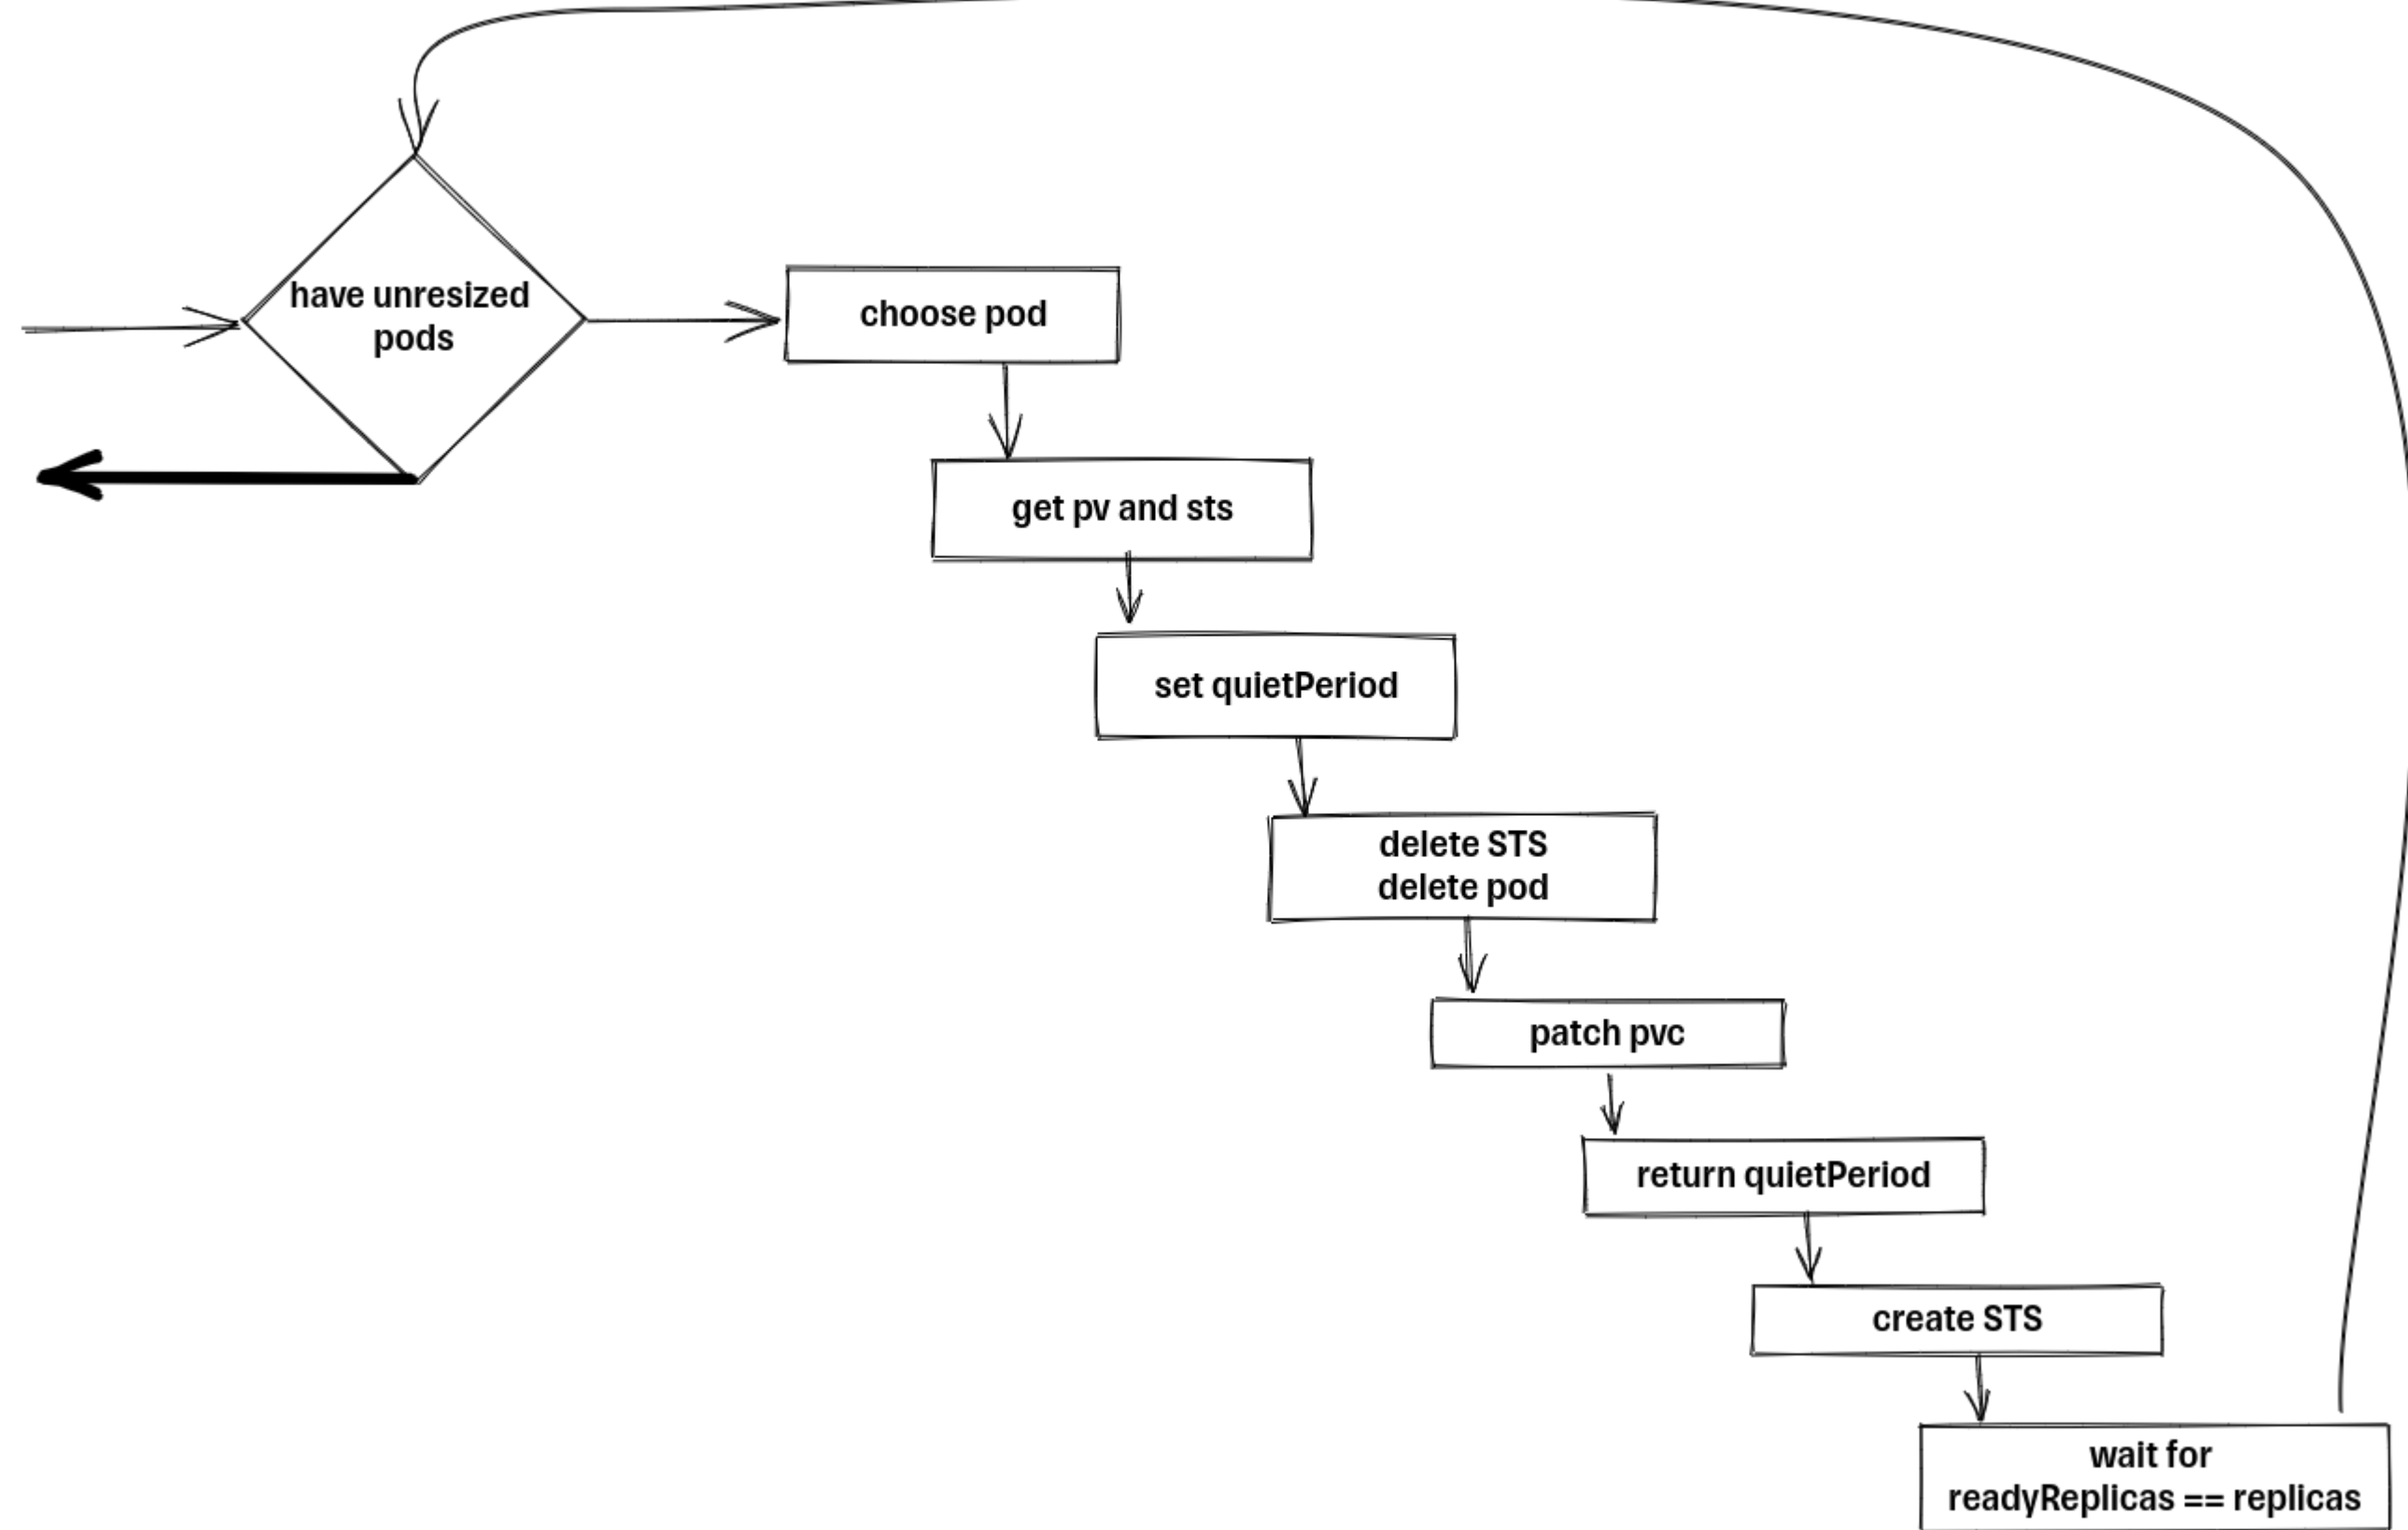 have unresized
pods
choose pod
get pv and sts
set quietPeriod
delete STS
delete pod
patch pvc
return quietPeriod
create STS
wait for
readyReplicas == replicas